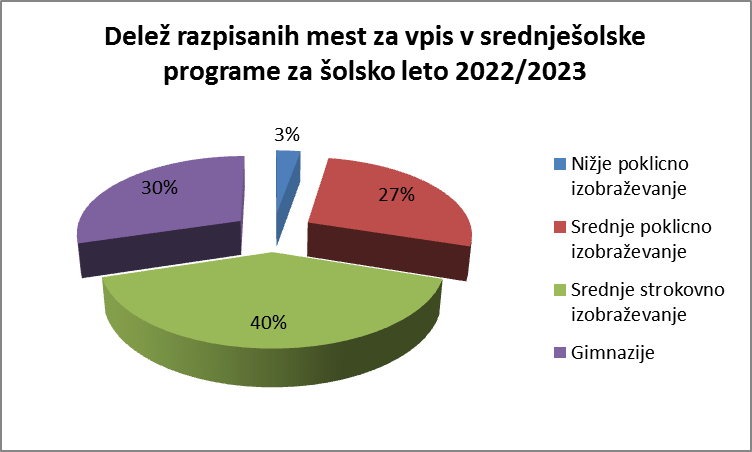 Delež razpisanih mest za vpis v srednješolske
programe za šolsko leto 2022/2023
3%
27%
40%
30%
Nižje poklicno
izobraževanje
Srednje poklicno
izobraževanje
Srednje strokovno
izobraževanje
Gimnazije